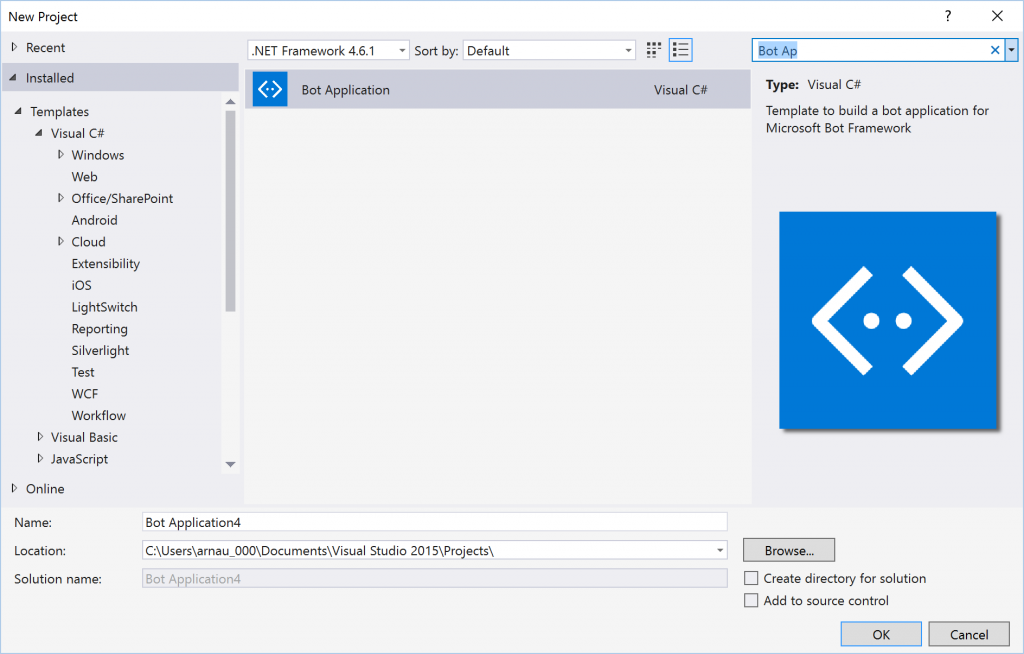 New Project
?
Recent
Installed
Templates
Visual C#
Windows
Web
Office/SharePoint
Android
Cloud
Extensibility
iOS
LightSwitch
Reporting
Silverlight
Test
WCF
Workflow
Visual Basic
JavaScript
Online
.NET Framework 4.6.1 Sort by: Default
Bot Ap
Bot Application Visual C#
Type: Visual C#
Template to build a bot application for
Microsoft Bot Framework
Name: Bot Application4
Location: C:\Users\arnau_000\Documents\Visual Studio 2015\Projects\
Browse...
Solution name: Bot Application4
Create directory for solution
Add to source control
OK Cancel